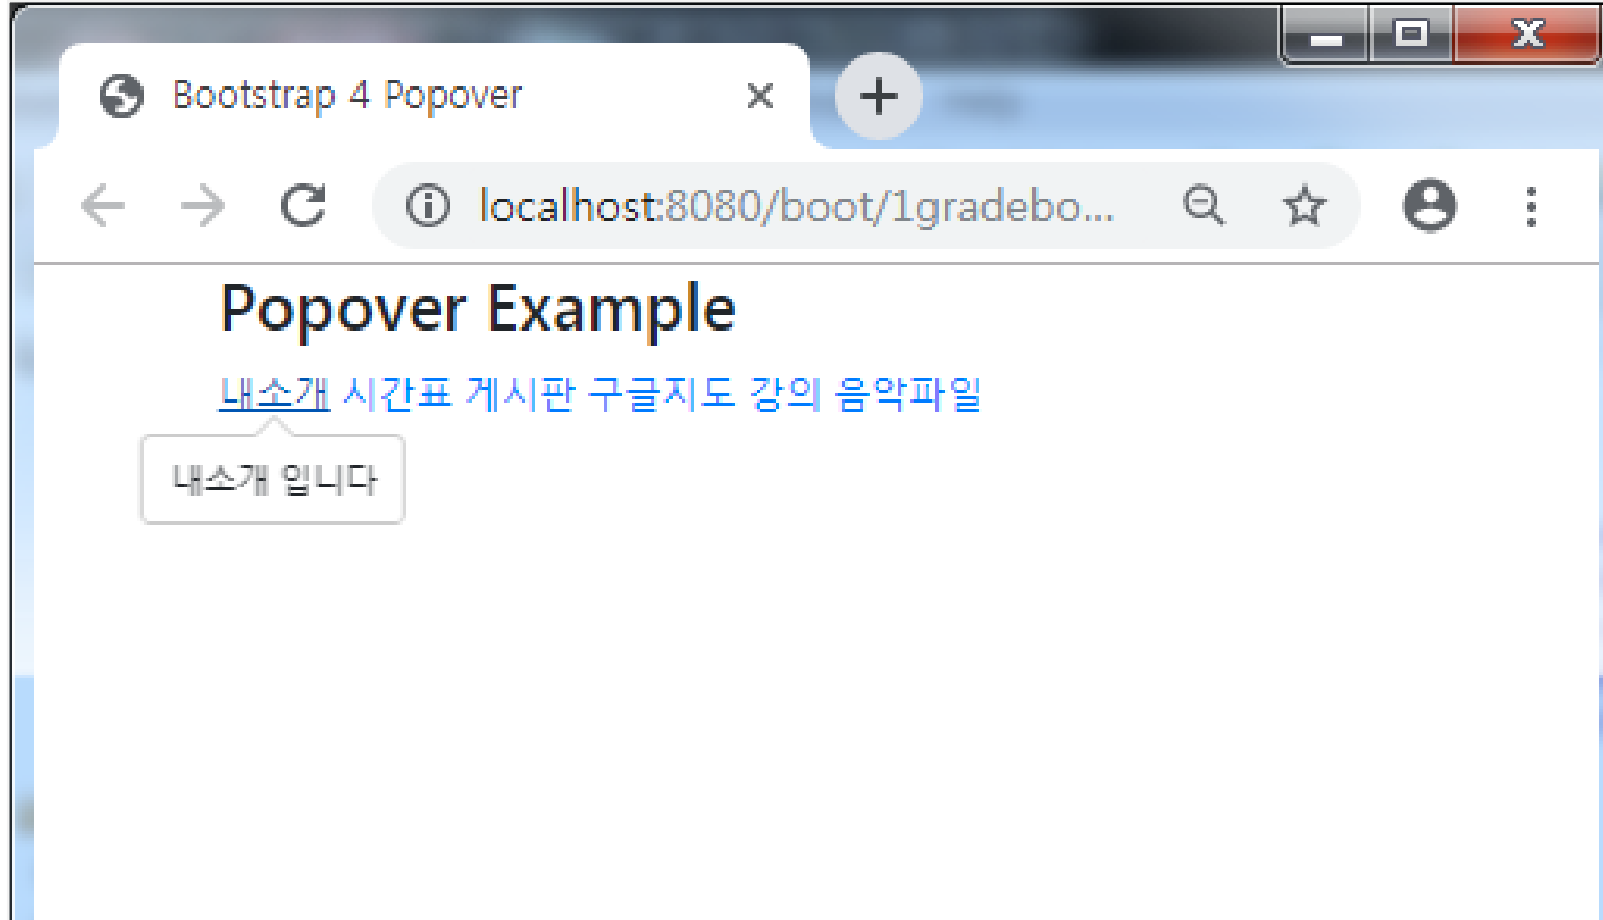 Bootstrap 4 Popover
localhost:8080/boot/1gradebo...
Popover Example
내소개 시간표 게시판 구글지도 강의 음악파일
내소개 입니다